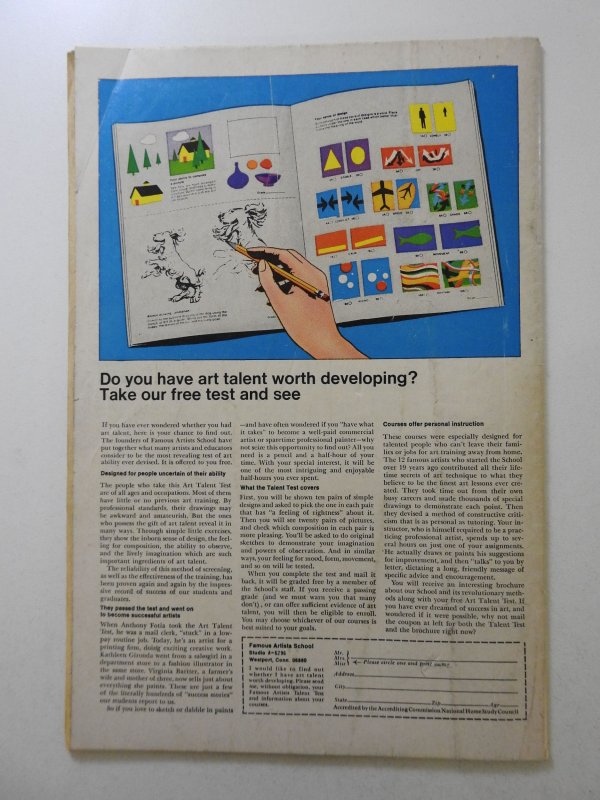 Do you have art talent worth developing?
Take our free test and see
If you have ever wondered whether you had
art talent, here is your chance to find out.
The founders of Famous Artists School have
put together what many artists and educators
consider to be the most revealing test of art
ability ever devised. It is offered to you free.
Designed for people uncertain of their ability
The people who take this Art Talent Test
are of all ages and occupations. Most of them
have little or no previous art training. By
professional standards, their drawings may
be awkward and amateurish. But the ones
who possess the gift of art talent reveal it in
many ways. Through simple little exercises,
they show the inborn sense of design, the feel-
ing for composition, the ability to observe,
and the lively imagination which are such
important ingredients of art talent.
The reliability of this method of screening,
as well as the effectiveness of the training, has
been proven again and again by the impres-
sive record of success of our students and
graduates.
They passed the test and went on
to become successful artists
When Anthony Fotia took the Art Talent
Test, he was a mail clerk, "stuck" in a low-
pay routine job. Today, he's an artist for a
printing firm, doing exciting creative work.
Kathleen Gironda went from a salesgirl in a
department store to a fashion illustrator in
the same store. Virginia Bartter, a farmer's
wife and mother of three, now sells just about
everything she paints. These are just a few
of the literally hundreds of "success stories"
our students report to us.
So if you love to sketch or dabble in paints
—and have often wondered if you "have what
it takes" to become a well-paid commercial
artist or sparetime professional painter—why
not seize this opportunity to find out? All you
need is a pencil and a half-hour of your
time. With your special interest, it will be
one of the most intriguing and enjoyable
half-hours you ever spent.
What the Talent Test covers
First, you will be shown ten pairs of simple
designs and asked to pick the one in each pair
that has "a feeling of rightness" about it.
Then you will see twenty pairs of pictures,
and check which composition in each pair is
more pleasing. You'll be asked to do original
sketches to demonstrate your imagination
and powers of observation. And in similar
ways, your feeling for mood, form, movement,
and so on will be tested.
When you complete the test and mail it
back, it will be graded free by a member of
the School's staff. If you receive a passing
grade (and we must warn you that many
don't), or can offer sufficient evidence of art
talent, you will then be eligible to enroll.
You may choose whichever of our courses is
best suited to your goals.
Courses offer personal instruction
These courses were especially designed for
talented people who can't leave their fami-
lies or jobs for art training away from home.
The 12 famous artists who started the School
over 19 years ago contributed all their life-
time secrets of art technique to what they
believe to be the finest art lessons ever cre-
ated. They took time out from their own
busy careers and made thousands of special
drawings to demonstrate each point. Then
they devised a method of constructive criti-
cism that is as personal as tutoring. Your in-
structor, who is himself required to be a prac-
ticing professional artist, spends up to sev-
eral hours on just one of your assignments.
He actually draws or paints his suggestions
for improvement, and then "talks" to you by
letter, dictating a long, friendly message of
specific advice and encouragement.
You will receive an interesting brochure
about our School and its revolutionary meth-
ods along with your free Art Talent Test. If
you have ever dreamed of success in art, and
wondered if it were possible, why not mail
the coupon at left for both the Talent Test
and the brochure right now?
Famous Artists School
Studio A-5795
Westport, Conn. 06880
I would like to find out
whether I have art talent
worth developing. Please send
me, without obligation, your
Famous Artists Talent Test
and information about your
courses.
Mr.
Mrs.
Miss
Please circle one and print name
Address
City
State Zip Age
Accredited by the Accrediting Commission National Home Study Council